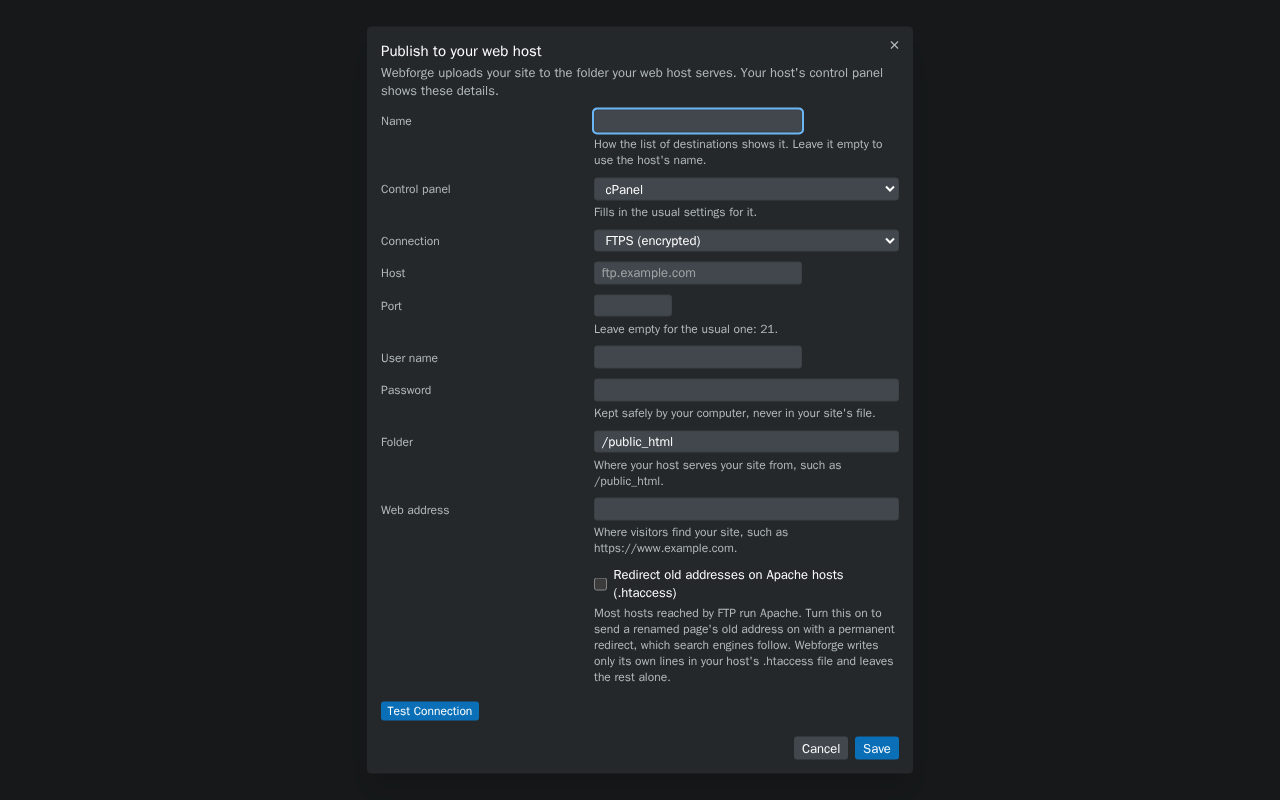 Publish to your web host
×
Webforge uploads your site to the folder your web host serves. Your host's control panel
shows these details.
Name
How the list of destinations shows it. Leave it empty to
use the host's name.
Control panel
cPanel
Fills in the usual settings for it.
Connection
FTPS (encrypted)
Host
ftp.example.com
Port
Leave empty for the usual one: 21.
User name
Password
Kept safely by your computer, never in your site's file.
Folder
/public_html
Where your host serves your site from, such as
/public_html.
Web address
Where visitors find your site, such as
https://www.example.com.
Redirect old addresses on Apache hosts
(.htaccess)
Most hosts reached by FTP run Apache. Turn this on to
send a renamed page's old address on with a permanent
redirect, which search engines follow. Webforge writes
only its own lines in your host's .htaccess file and leaves
the rest alone.
Test Connection
Cancel
Save